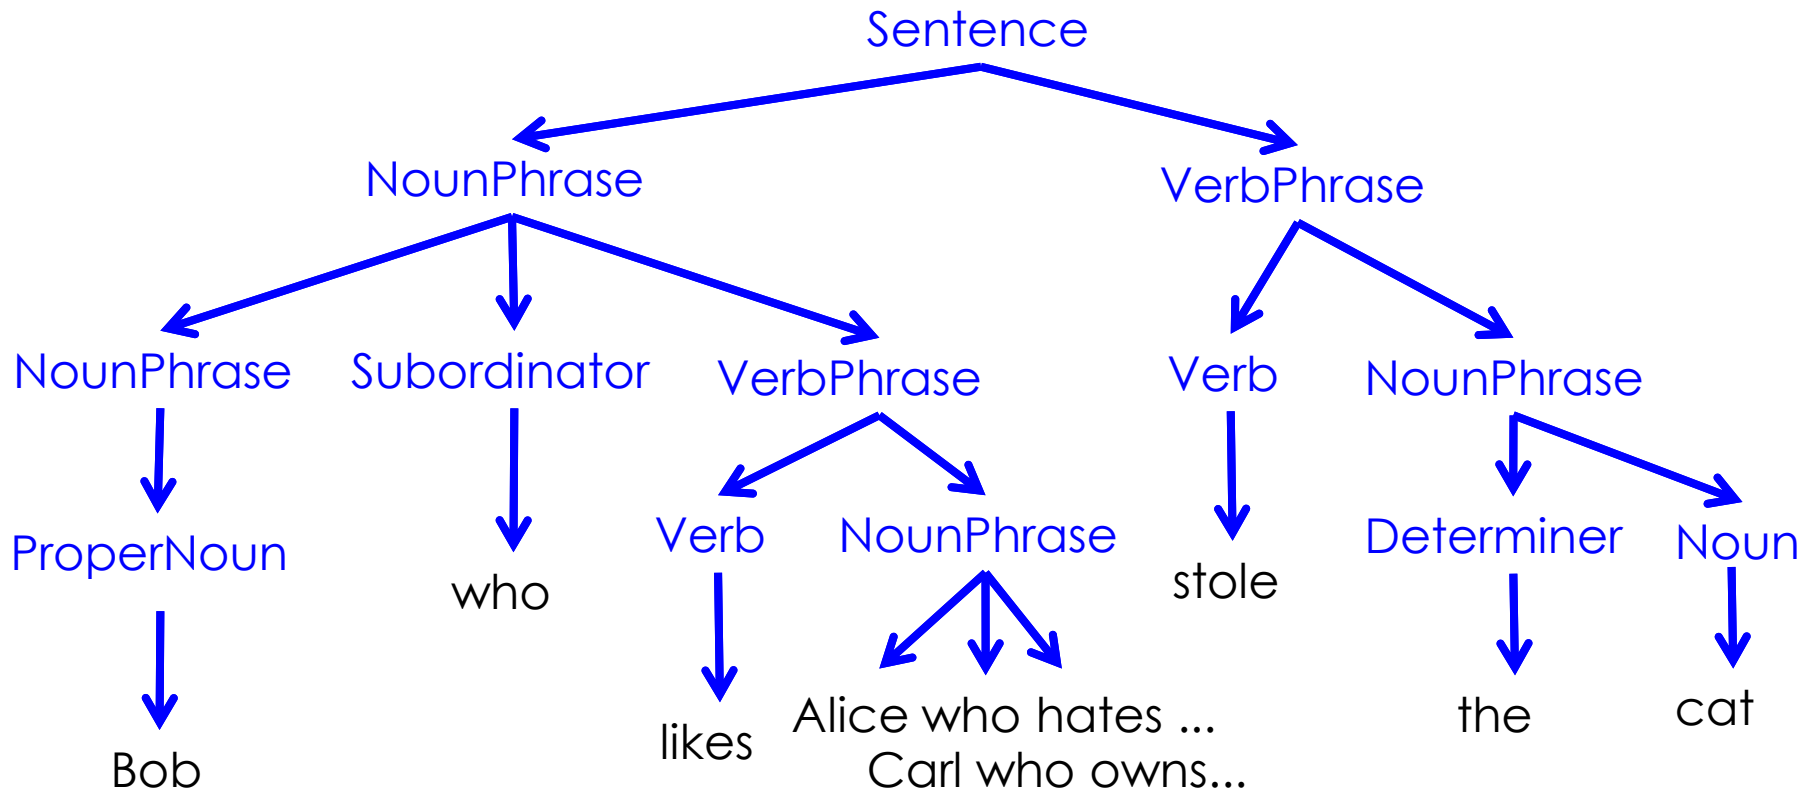 Sentence
NounPhrase VerbPhrase
NounPhrase Subordinator VerbPhrase Verb NounPhrase
ProperNoun Verb NounPhrase Determiner Noun
who stole
likes Alice who hates ... the cat
Bob Carl who owns...